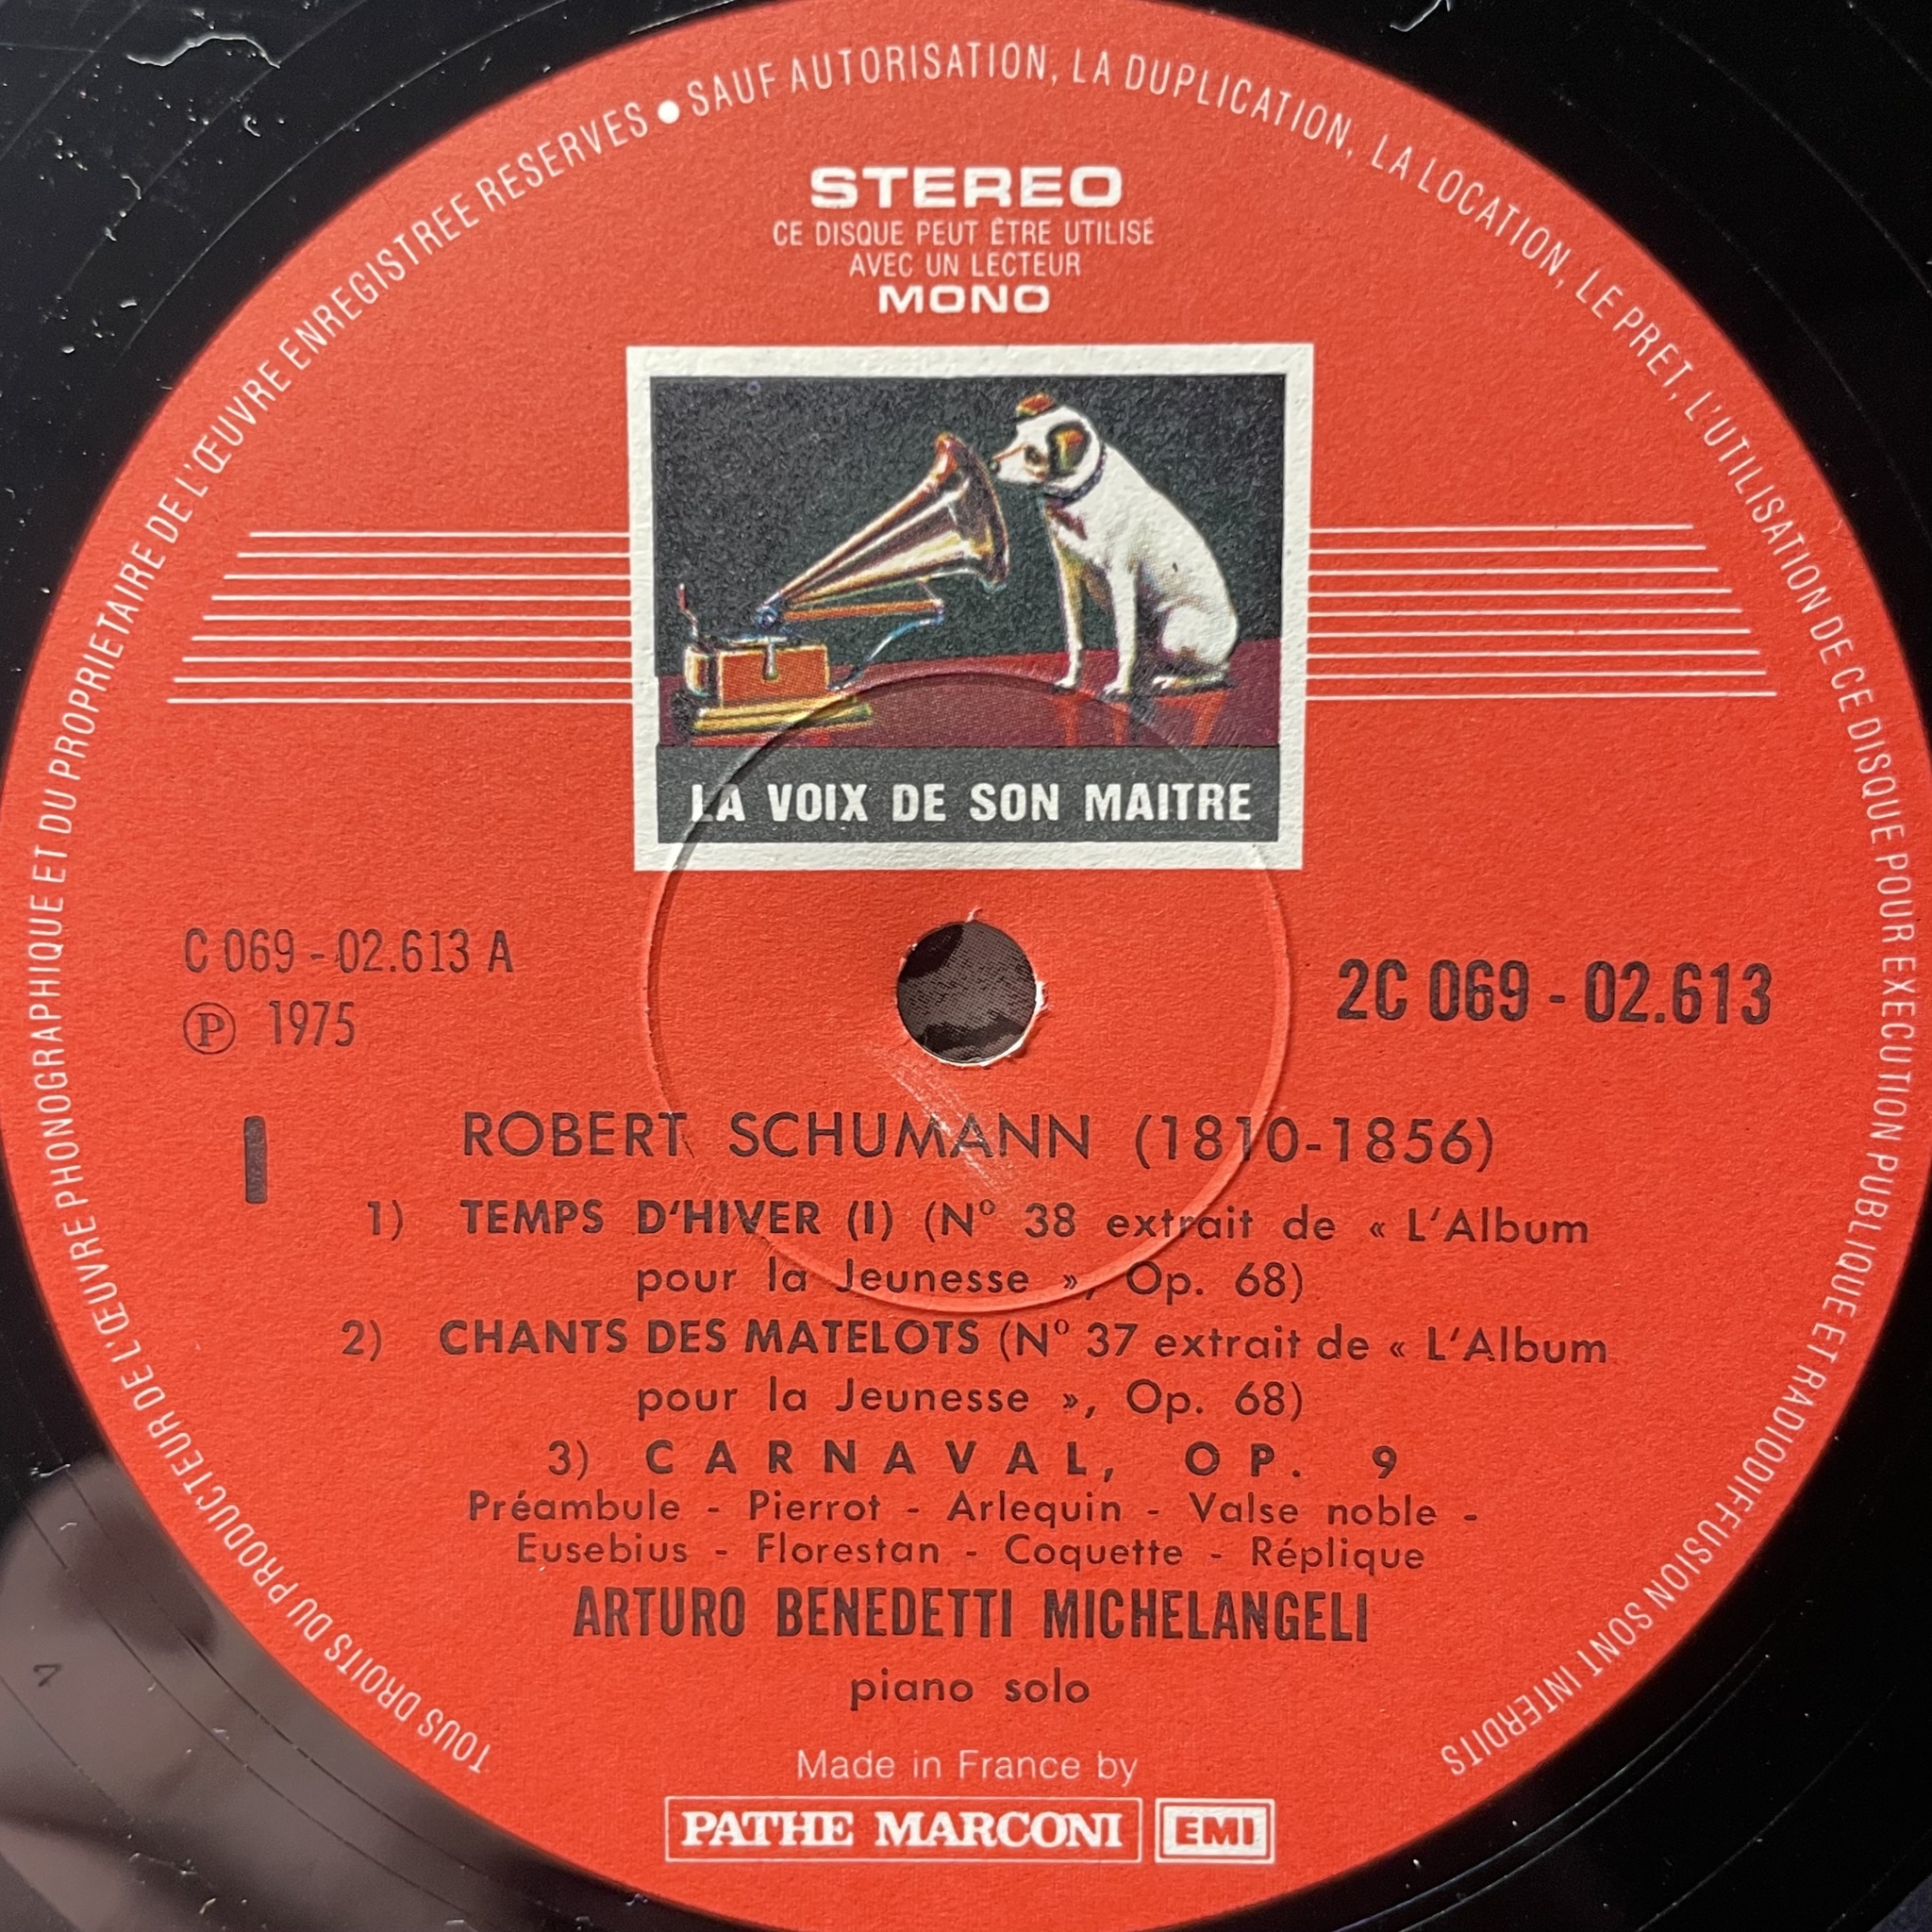 TOUS DROITS DU PRODUCTEUR DE L'ŒUVRE PHONOGRAPHIQUE ET DU PROPRIETAIRE DE L'ŒUVRE ENREGISTREE RESERVES ● SAUF AUTORISATION, LA DUPLICATION, LA LOCATION, LE PRET, L'UTILISATION DE CE DISQUE POUR EXECUTION PUBLIQUE ET RADIODIFFUSION SONT INTERDITS
STEREO
CE DISQUE PEUT ÊTRE UTILISÉ
AVEC UN LECTEUR
MONO
LA VOIX DE SON MAITRE
C 069 - 02.613 A
℗ 1975
2C 069 - 02.613
I
ROBERT SCHUMANN (1810-1856)
1) TEMPS D'HIVER (I) (Nº 38 extrait de « L'Album
pour la Jeunesse », Op. 68)
2) CHANTS DES MATELOTS (Nº 37 extrait de « L'Album
pour la Jeunesse », Op. 68)
3) CARNAVAL, OP. 9
Préambule - Pierrot - Arlequin - Valse noble -
Eusebius - Florestan - Coquette - Réplique
ARTURO BENEDETTI MICHELANGELI
piano solo
Made in France by
PATHE MARCONI EMI